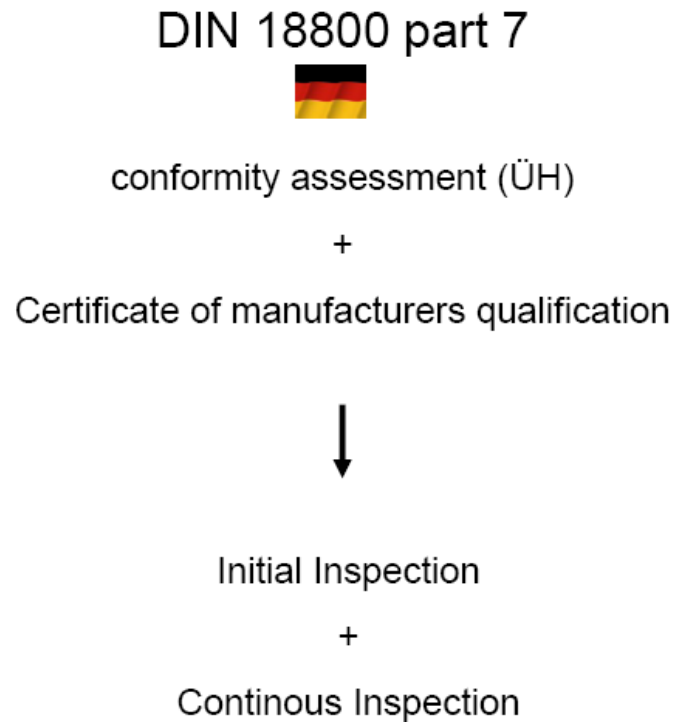 DIN 18800 part 7
conformity assessment (ÜH)
+
Certificate of manufacturers qualification
Initial Inspection
+
Continous Inspection